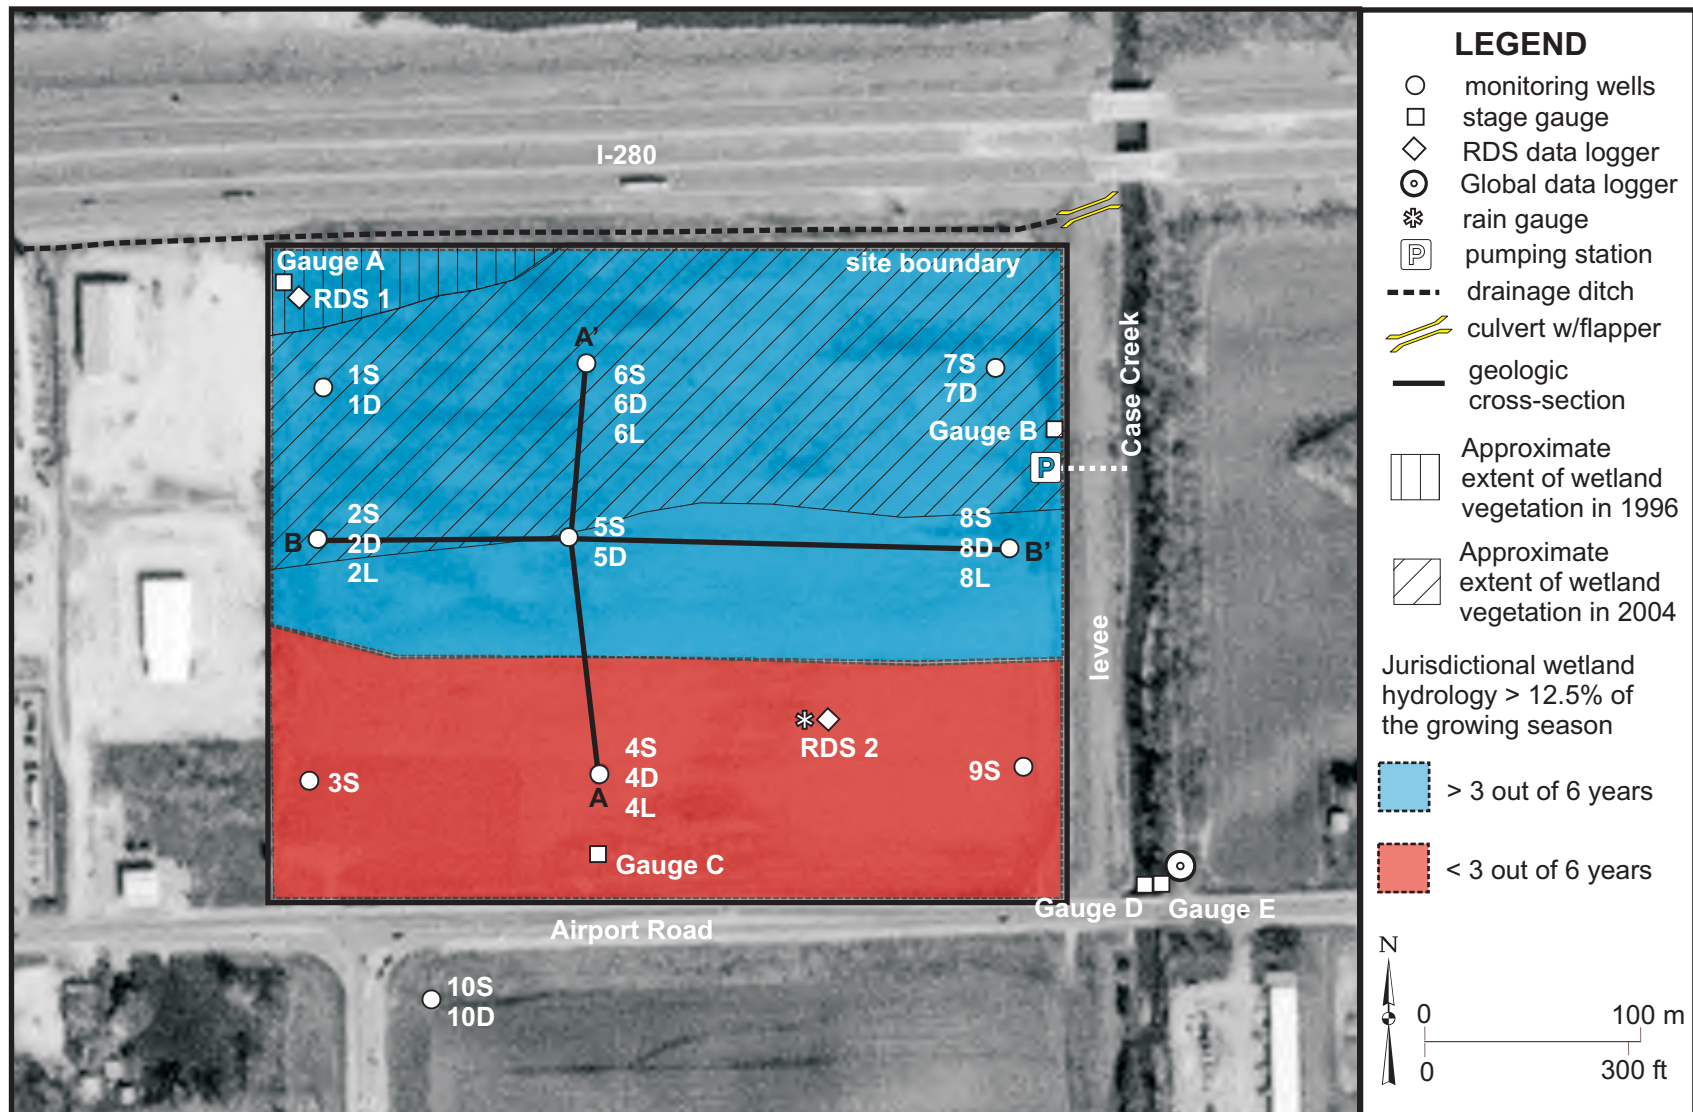 I-280
Gauge A
site boundary
RDS 1
A'
1S
1D
6S
6D
6L
7S
7D
Gauge B
P
Case Creek
levee
B
2S
2D
2L
5S
5D
8S
8D
8L
B'
RDS 2
3S
4S
4D
4L
A
9S
Gauge C
Gauge D
Gauge E
Airport Road
10S
10D
LEGEND
monitoring wells
stage gauge
RDS data logger
Global data logger
rain gauge
P
pumping station
drainage ditch
culvert w/flapper
geologic
cross-section
Approximate
extent of wetland
vegetation in 1996
Approximate
extent of wetland
vegetation in 2004
Jurisdictional wetland
hydrology > 12.5% of
the growing season
> 3 out of 6 years
< 3 out of 6 years
N
0 100 m
0 300 ft